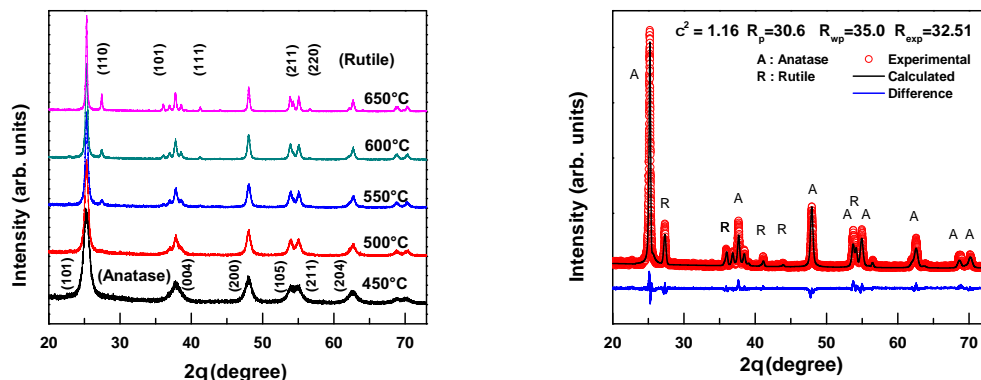 (110)
(101)
(111)
(211)
(220)
(Rutile)
650°C
600°C
550°C
500°C
450°C
(101)
(Anatase)
(004)
(200)
(105)
(211)
(204)
Intensity (arb. units)
20 30 40 50 60 70
2q(degree)
c² = 1.16 Rp=30.6 Rwp=35.0 Rexp=32.51
A : Anatase
R : Rutile
Experimental
Calculated
Difference
A
R
R
A
R
R
A
A
R
A
A
A
A
Intensity (arb. units)
20 30 40 50 60 70
2q(degree)